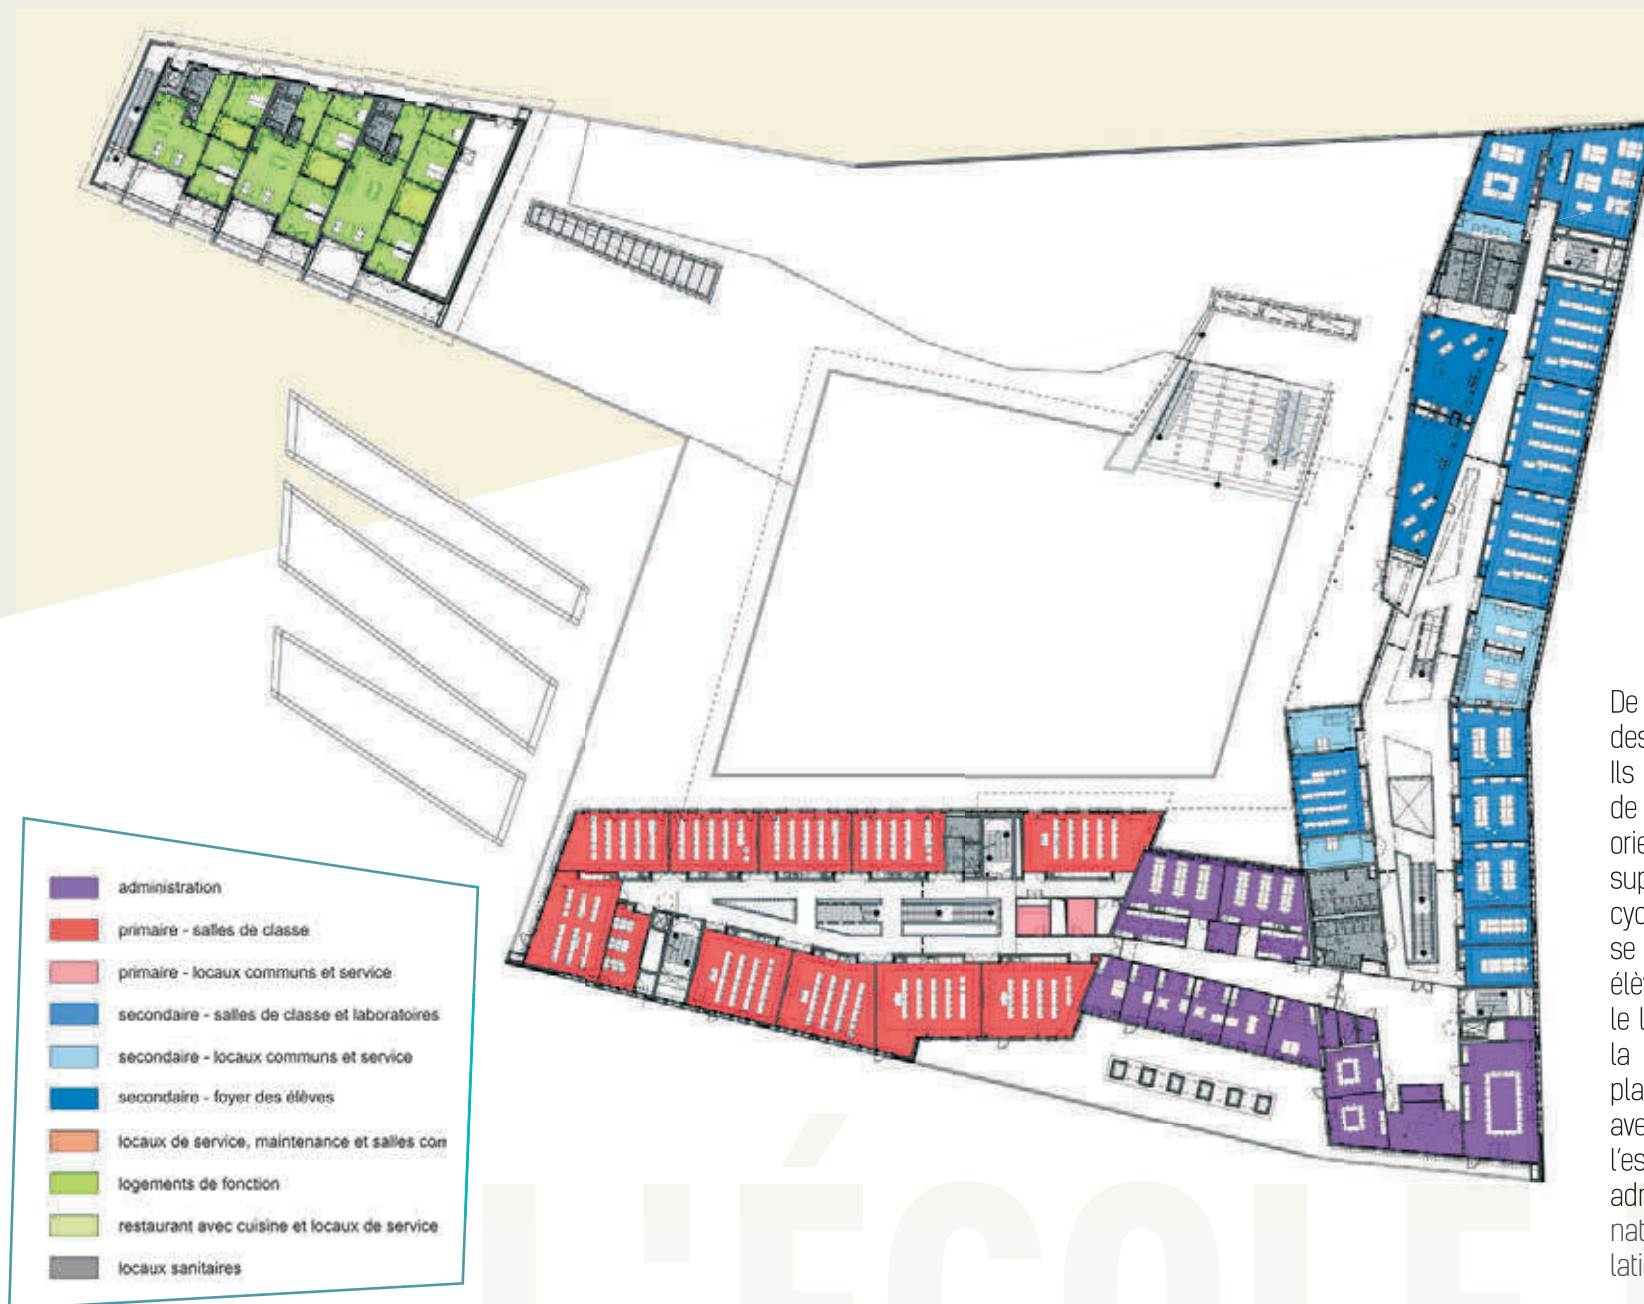 administration
primaire - salles de classe
primaire - locaux communs et service
secondaire - salles de classe et laboratoires
secondaire - locaux communs et service
secondaire - foyer des élèves
locaux de service, maintenance et salles com
logements de fonction
restaurant avec cuisine et locaux de service
locaux sanitaires
De
des
Ils
de
orie
sup
cyc
se
élèv
le l
la
pla
ave
l'es
adr
nat
lati
L'ÉCOLE